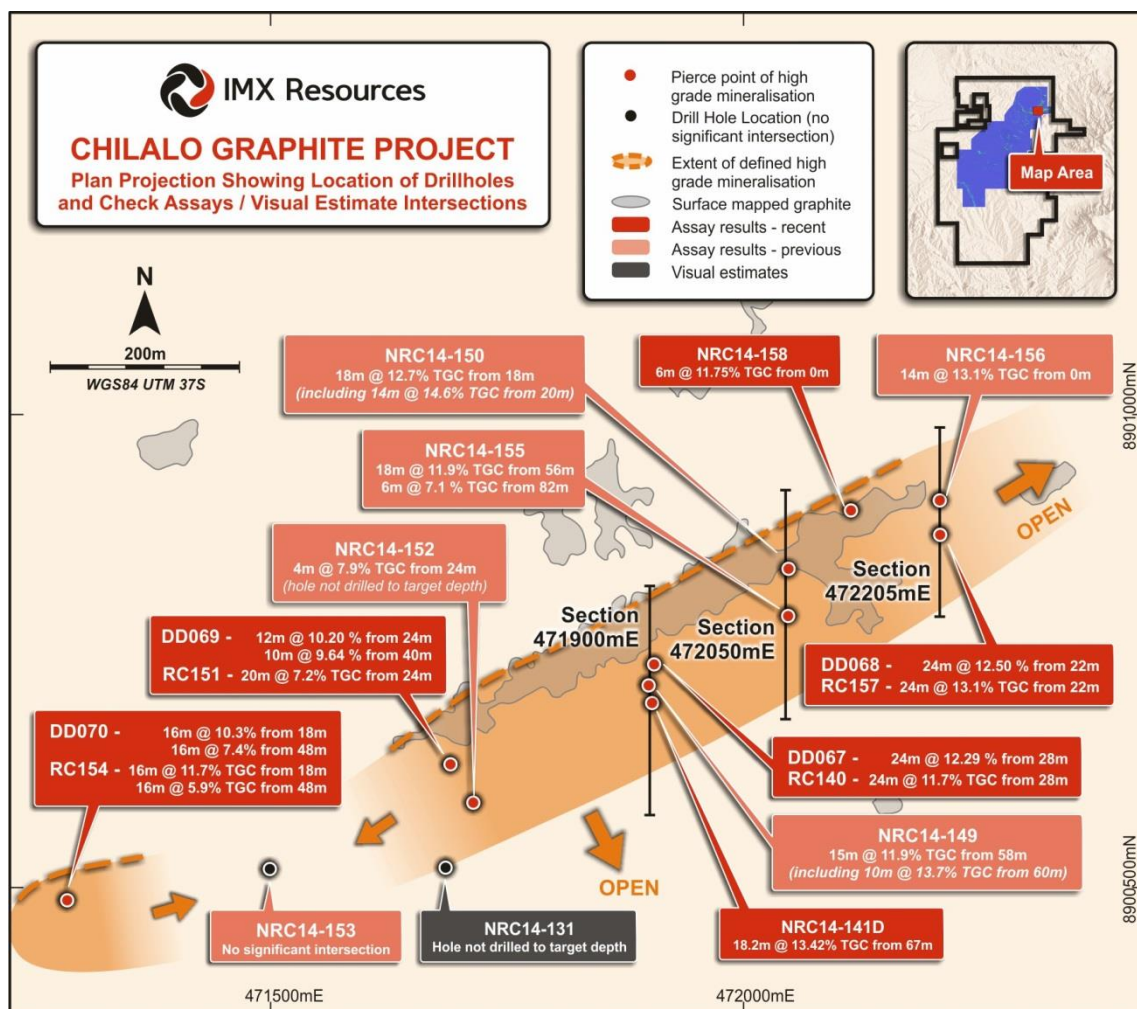 IMX Resources
CHILALO GRAPHITE PROJECT
Plan Projection Showing Location of Drillholes
and Check Assays / Visual Estimate Intersections
Pierce point of high
grade mineralisation
Drill Hole Location (no
significant intersection)
Extent of defined high
grade mineralisation
Surface mapped graphite
Assay results - recent
Assay results - previous
Visual estimates
Map Area
N
200m
WGS84 UTM 37S
NRC14-150
18m @ 12.7% TGC from 18m
(including 14m @ 14.6% TGC from 20m)
NRC14-158
6m @ 11.75% TGC from 0m
NRC14-156
14m @ 13.1% TGC from 0m
8901,000mN
NRC14-155
18m @ 11.9% TGC from 56m
6m @ 7.1 % TGC from 82m
OPEN
NRC14-152
4m @ 7.9% TGC from 24m
(hole not drilled to target depth)
Section
472205mE
Section
471900mE
Section
472050mE
DD069 - 12m @ 10.20 % from 24m
10m @ 9.64 % from 40m
RC151 - 20m @ 7.2% TGC from 24m
DD068 - 24m @ 12.50 % from 22m
RC157 - 24m @ 13.1% TGC from 22m
DD070 - 16m @ 10.3% from 18m
16m @ 7.4% from 48m
RC154 - 16m @ 11.7% TGC from 18m
16m @ 5.9% TGC from 48m
DD067 - 24m @ 12.29 % from 28m
RC140 - 24m @ 11.7% TGC from 28m
NRC14-149
15m @ 11.9% TGC from 58m
(including 10m @ 13.7% TGC from 60m)
OPEN
8900,500mN
NRC14-153
No significant intersection
NRC14-131
Hole not drilled to target depth
NRC14-141D
18.2m @ 13.42% TGC from 67m
471500mE
472000mE